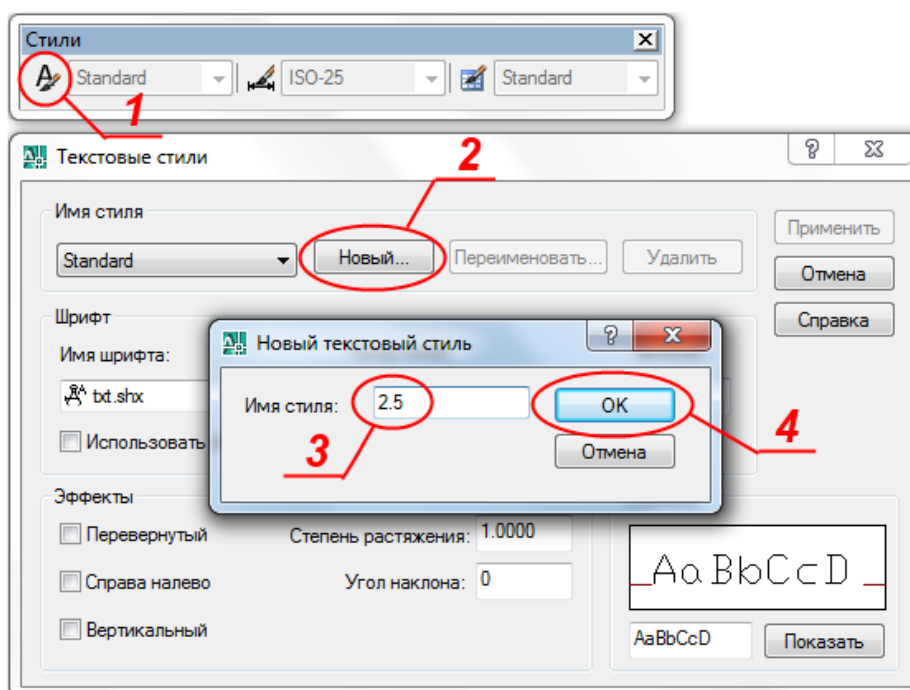 Стили
Standard ISO-25 Standard
1
Текстовые стили
2
Имя стиля
Standard Новый... Переименовать... Удалить
Применить
Отмена
Справка
Шрифт
Имя шрифта:
txt.shx
Использовать
Новый текстовый стиль
Имя стиля: 2.5 OK
Отмена
3
4
Эффекты
Перевернутый Степень растяжения: 1.0000
Справа налево Угол наклона: 0
Вертикальный
AaBbCcD
AaBbCcD Показать